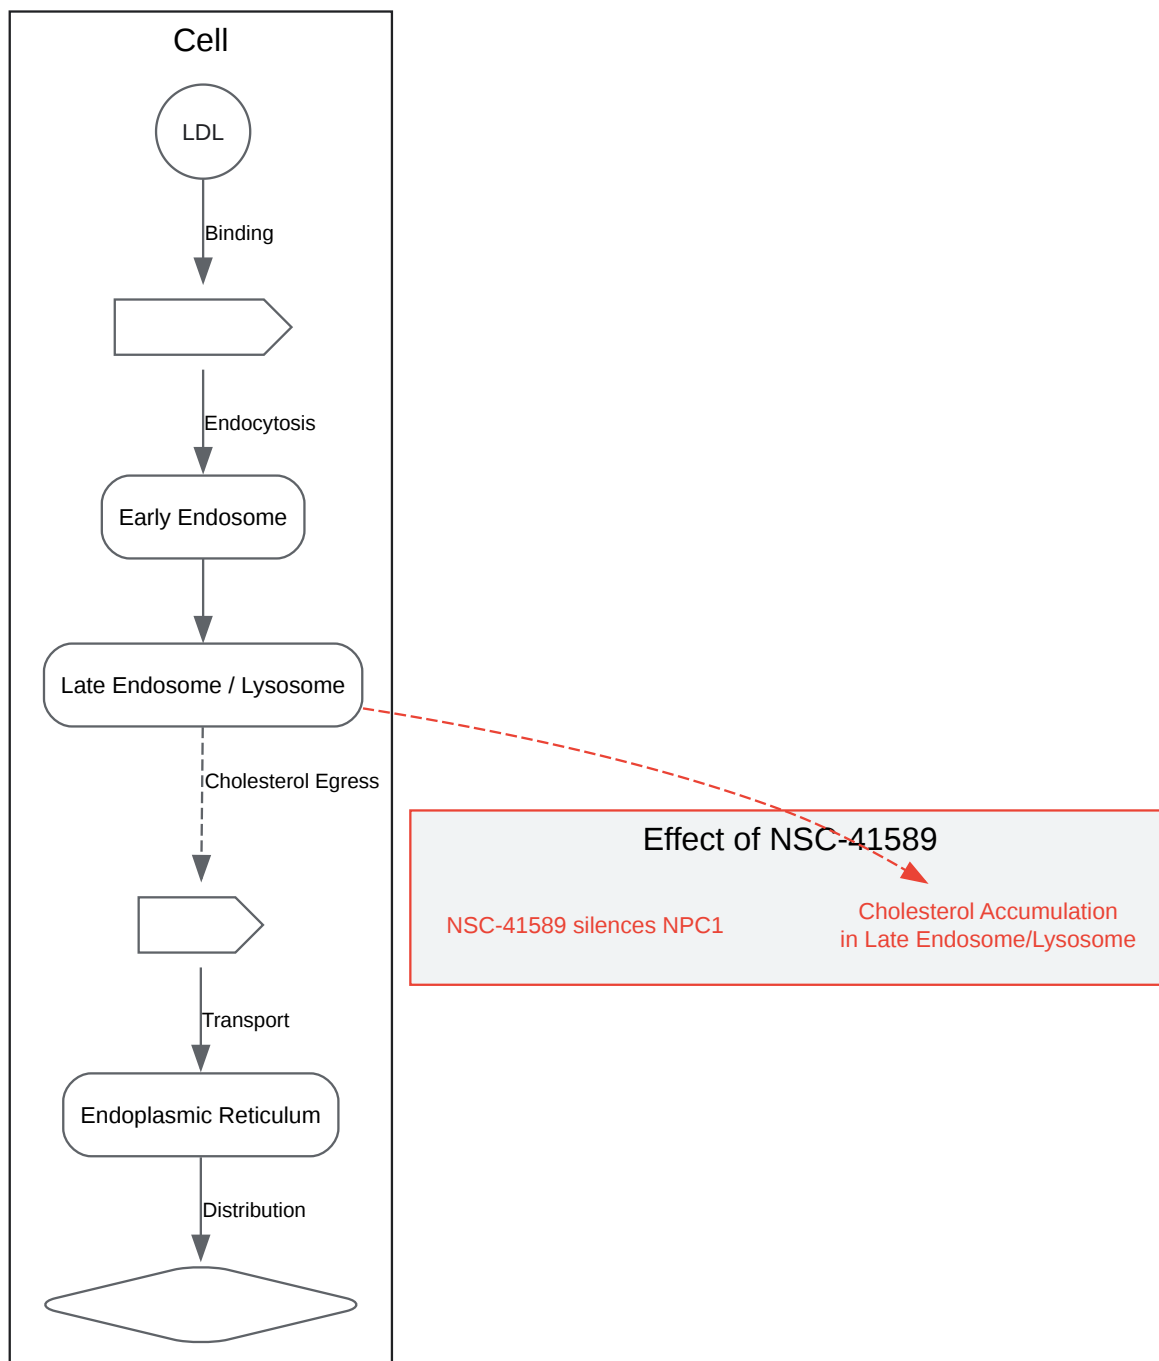 Cell
LDL
Binding
Endocytosis
Early Endosome
Late Endosome / Lysosome
Cholesterol Egress
Effect of NSC-41589
NSC-41589 silences NPC1
Cholesterol Accumulation
in Late Endosome/Lysosome
Transport
Endoplasmic Reticulum
Distribution